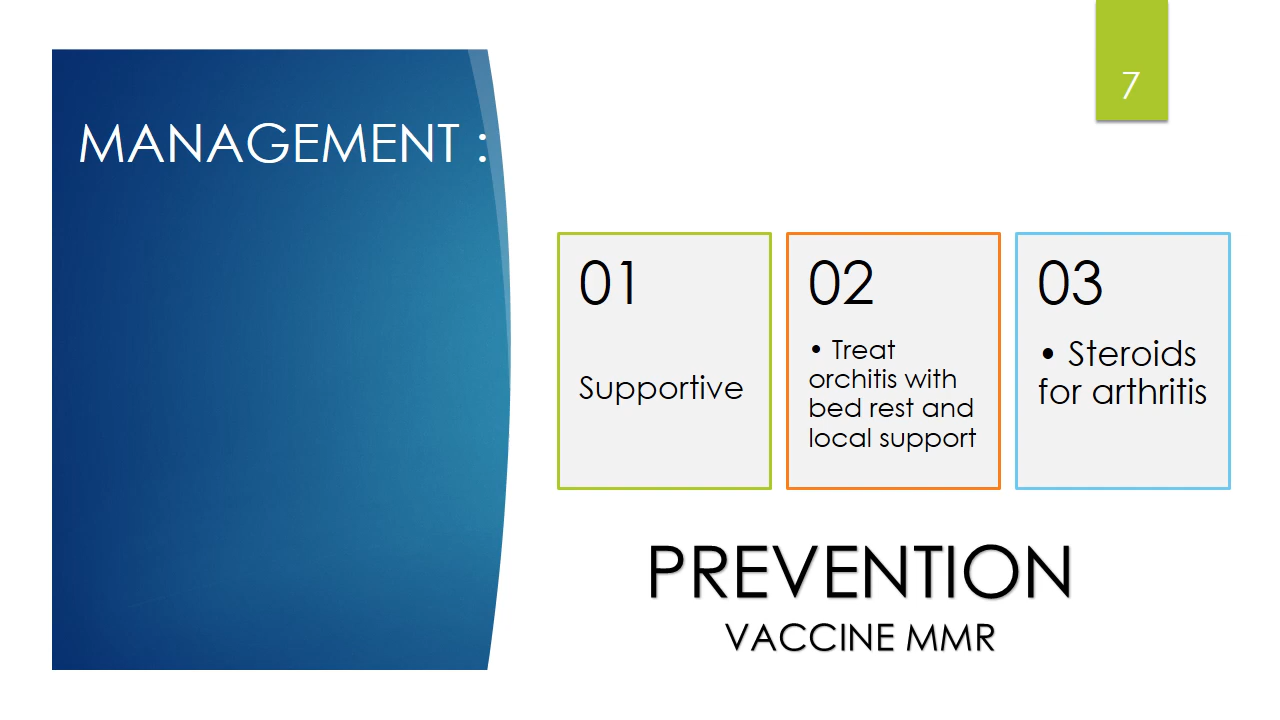 7
MANAGEMENT :
01
Supportive
02
• Treat
orchitis with
bed rest and
local support
03
• Steroids
for arthritis
PREVENTION
VACCINE MMR